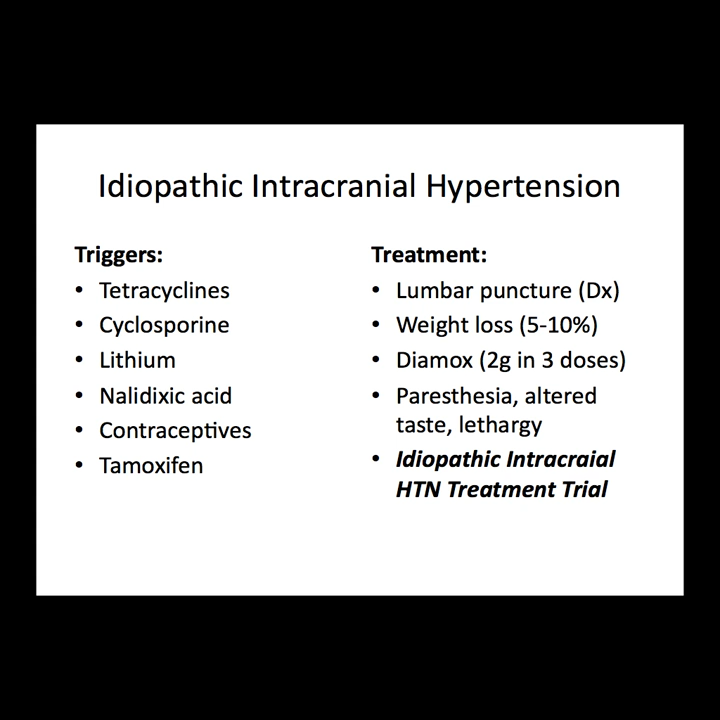 Idiopathic Intracranial Hypertension
Triggers:
• Tetracyclines
• Cyclosporine
• Lithium
• Nalidixic acid
• Contraceptives
• Tamoxifen
Treatment:
• Lumbar puncture (Dx)
• Weight loss (5-10%)
• Diamox (2g in 3 doses)
• Paresthesia, altered
taste, lethargy
• Idiopathic Intracraial
HTN Treatment Trial